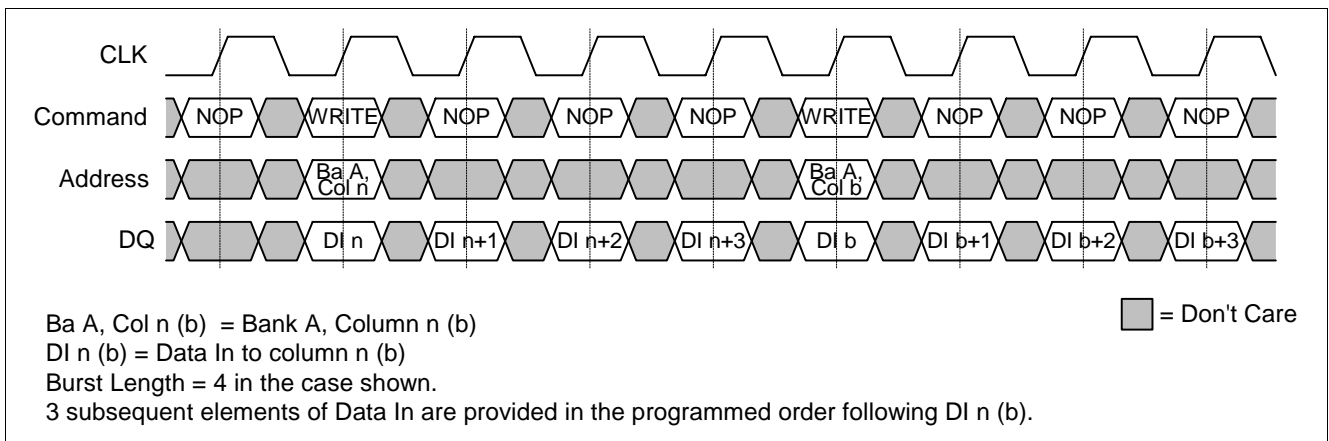 CLK
Command NOP WRITE NOP NOP NOP WRITE NOP NOP NOP
Address Ba A, Col n Ba A, Col b
DQ DI n DI n+1 DI n+2 DI n+3 DI b DI b+1 DI b+2 DI b+3
Ba A, Col n (b) = Bank A, Column n (b)
= Don't Care
DI n (b) = Data In to column n (b)
Burst Length = 4 in the case shown.
3 subsequent elements of Data In are provided in the programmed order following DI n (b).